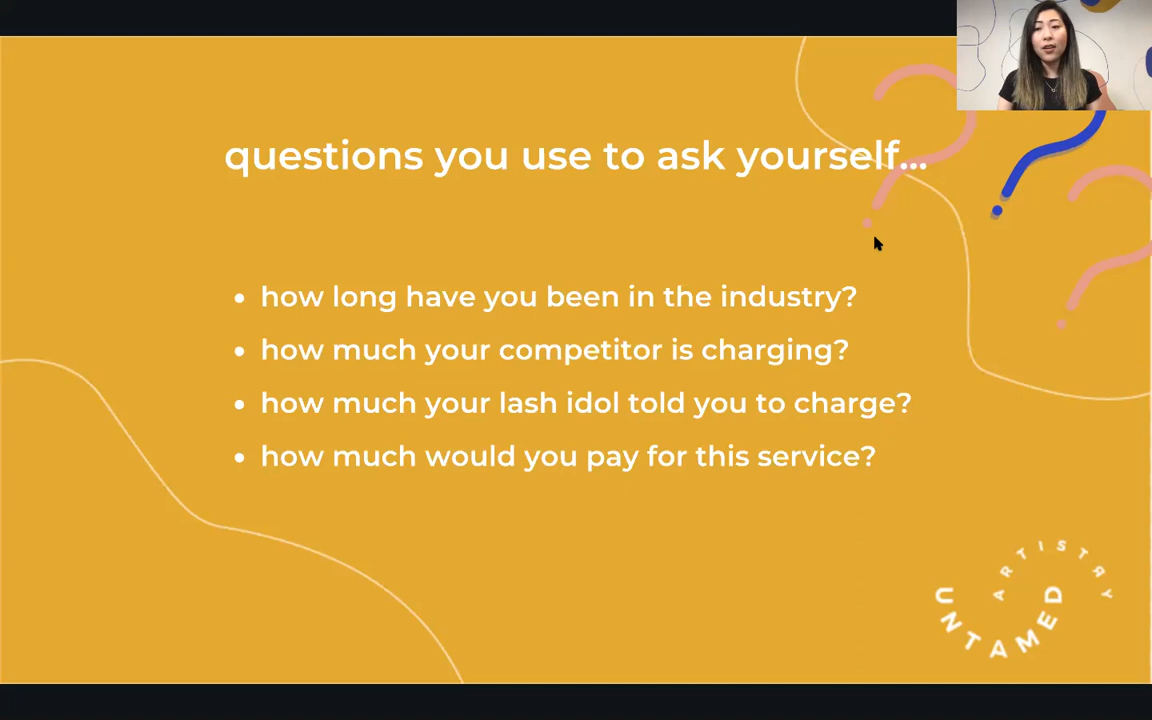 questions you use to ask yourself...
how long have you been in the industry?
how much your competitor is charging?
how much your lash idol told you to charge?
how much would you pay for this service?
UNTAMED
ARTISTRY